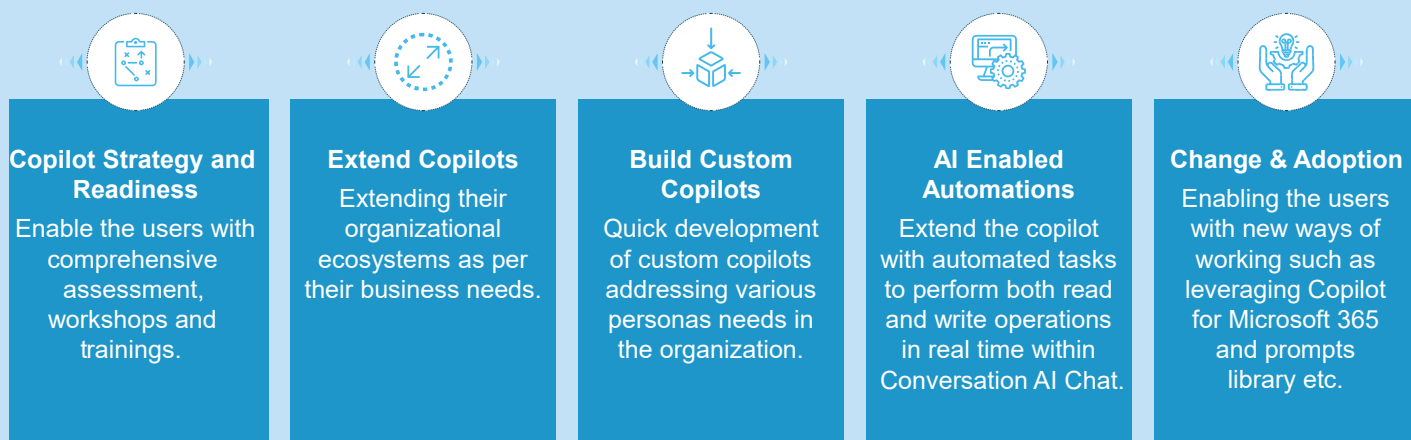 Copilot Strategy and
Readiness
Enable the users with
comprehensive
assessment,
workshops and
trainings.
Extend Copilots
Extending their
organizational
ecosystems as per
their business needs.
Build Custom
Copilots
Quick development
of custom copilots
addressing various
personas needs in
the organization.
AI Enabled
Automations
Extend the copilot
with automated tasks
to perform both read
and write operations
in real time within
Conversation AI Chat.
Change & Adoption
Enabling the users
with new ways of
working such as
leveraging Copilot
for Microsoft 365
and prompts
library etc.